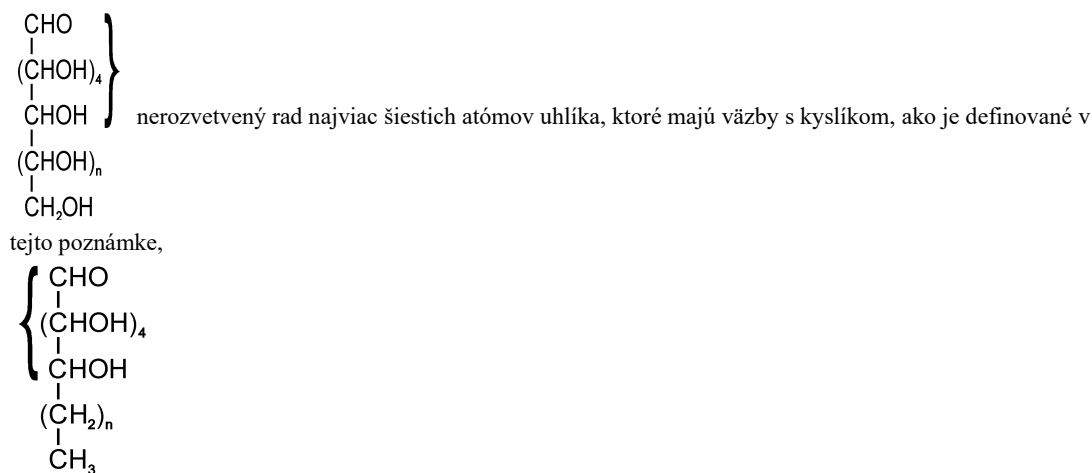 CHO
(CHOH)₄
CHOH
nerozvetvený rad najviac šiestich atómov uhlíka, ktoré majú väzby s kyslíkom, ako je definované v
(CHOH)ₙ
CH₂OH
tejto poznámke,
CHO
(CHOH)₄
CHOH
(CH₂)ₙ
CH₃